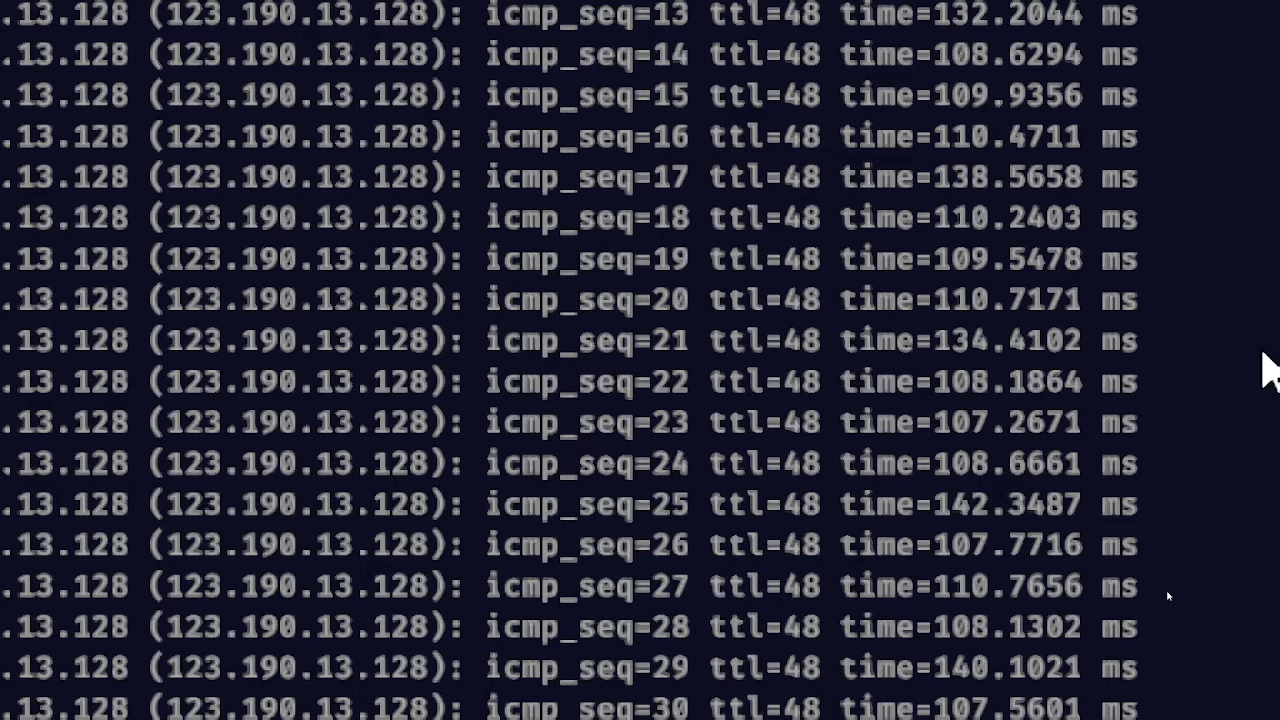 .13.128 (123.190.13.128): icmp_seq=13 ttl=48 time=132.2044 ms
.13.128 (123.190.13.128): icmp_seq=14 ttl=48 time=108.6294 ms
.13.128 (123.190.13.128): icmp_seq=15 ttl=48 time=109.9356 ms
.13.128 (123.190.13.128): icmp_seq=16 ttl=48 time=110.4711 ms
.13.128 (123.190.13.128): icmp_seq=17 ttl=48 time=138.5658 ms
.13.128 (123.190.13.128): icmp_seq=18 ttl=48 time=110.2403 ms
.13.128 (123.190.13.128): icmp_seq=19 ttl=48 time=109.5478 ms
.13.128 (123.190.13.128): icmp_seq=20 ttl=48 time=110.7171 ms
.13.128 (123.190.13.128): icmp_seq=21 ttl=48 time=134.4102 ms
.13.128 (123.190.13.128): icmp_seq=22 ttl=48 time=108.1864 ms
.13.128 (123.190.13.128): icmp_seq=23 ttl=48 time=107.2671 ms
.13.128 (123.190.13.128): icmp_seq=24 ttl=48 time=108.6661 ms
.13.128 (123.190.13.128): icmp_seq=25 ttl=48 time=142.3487 ms
.13.128 (123.190.13.128): icmp_seq=26 ttl=48 time=107.7716 ms
.13.128 (123.190.13.128): icmp_seq=27 ttl=48 time=110.7656 ms
.13.128 (123.190.13.128): icmp_seq=28 ttl=48 time=108.1302 ms
.13.128 (123.190.13.128): icmp_seq=29 ttl=48 time=140.1021 ms
.13.128 (123.190.13.128): icmp_seq=30 ttl=48 time=107.5601 ms